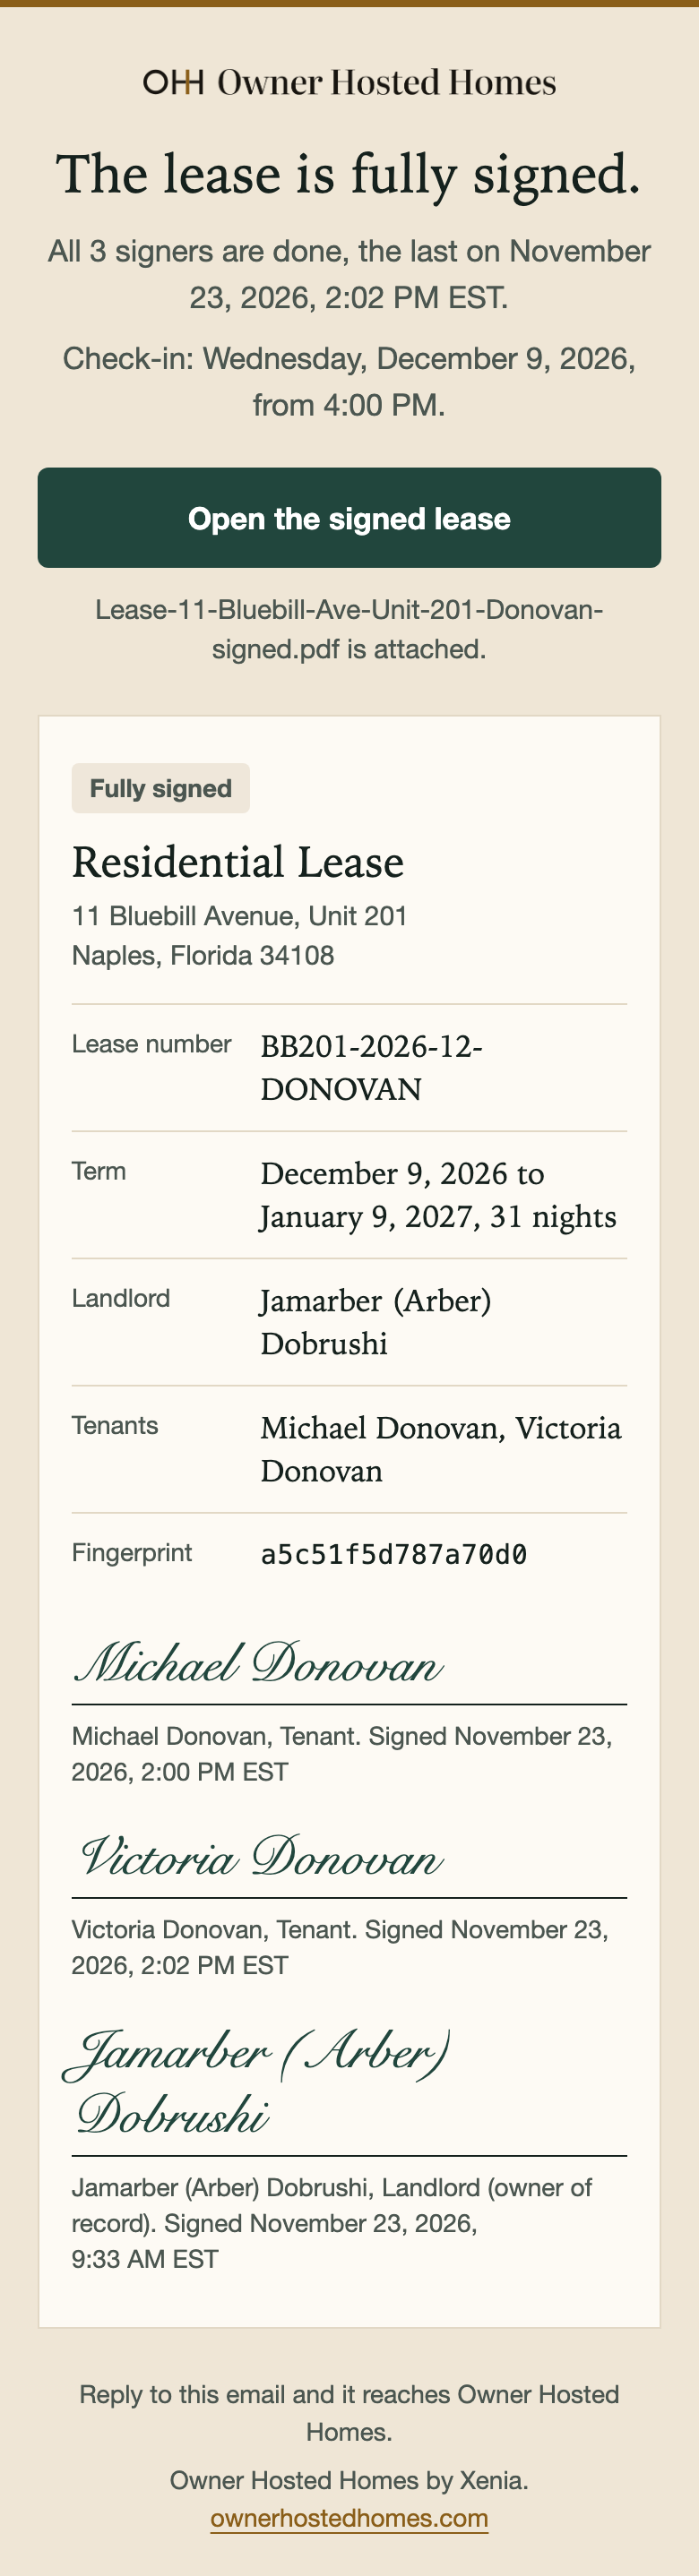 OHH Owner Hosted Homes
The lease is fully signed.
All 3 signers are done, the last on November
23, 2026, 2:02 PM EST.
Check-in: Wednesday, December 9, 2026,
from 4:00 PM.
Open the signed lease
Lease-11-Bluebill-Ave-Unit-201-Donovan-
signed.pdf is attached.
Fully signed
Residential Lease
11 Bluebill Avenue, Unit 201
Naples, Florida 34108
Lease number BB201-2026-12-
DONOVAN
Term December 9, 2026 to
January 9, 2027, 31 nights
Landlord Jamarber (Arber)
Dobrushi
Tenants Michael Donovan, Victoria
Donovan
Fingerprint a5c51f5d787a70d0
Michael Donovan
Michael Donovan, Tenant. Signed November 23,
2026, 2:00 PM EST
Victoria Donovan
Victoria Donovan, Tenant. Signed November 23,
2026, 2:02 PM EST
Jamarber (Arber)
Dobrushi
Jamarber (Arber) Dobrushi, Landlord (owner of
record). Signed November 23, 2026,
9:33 AM EST
Reply to this email and it reaches Owner Hosted
Homes.
Owner Hosted Homes by Xenia.
ownerhostedhomes.com